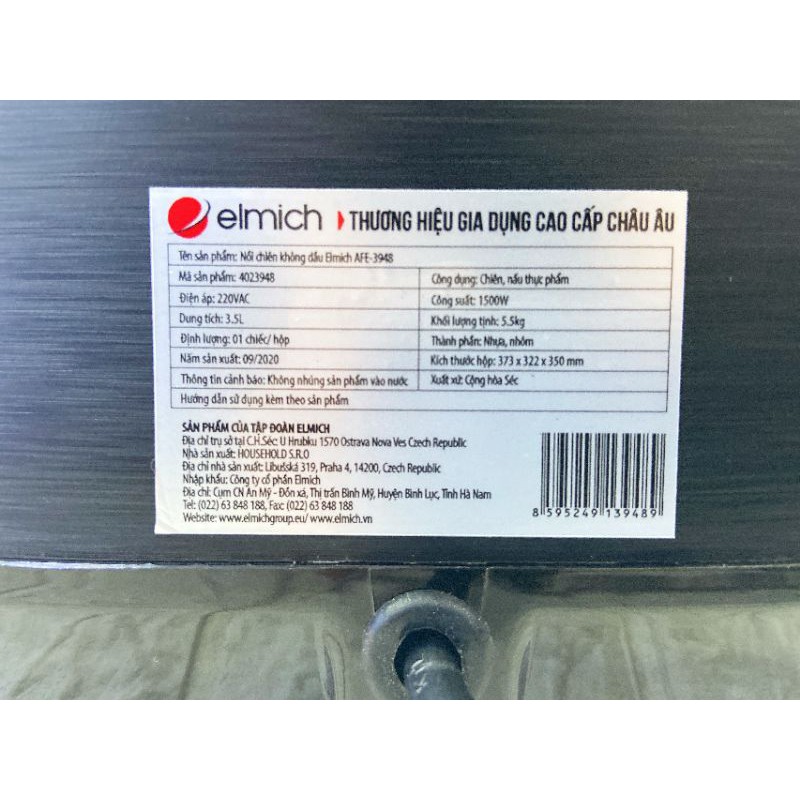 elmich THƯƠNG HIỆU GIA DỤNG CAO CẤP CHÂU ÂU
Tên sản phẩm: Nồi chiên không dầu Elmich AFE-3948
Mã sản phẩm: 4023948
Công dụng: Chiên, nấu thực phẩm
Điện áp: 220VAC
Công suất: 1500W
Dung tích: 3.5L
Khối lượng tịnh: 5.5kg
Định lượng: 01 chiếc/ hộp
Thành phần: Nhựa, nhôm
Năm sản xuất: 09/2020
Kích thước hộp: 373 x 322 x 350 mm
Thông tin cảnh báo: Không nhúng sản phẩm vào nước
Xuất xứ: Cộng hòa Séc
Hướng dẫn sử dụng kèm theo sản phẩm
SẢN PHẨM CỦA TẬP ĐOÀN ELMICH
Địa chỉ trụ sở tại C.H.Séc: U Hrubku 1570 Ostrava Nova Ves Czech Republic
Nhà sản xuất: HOUSEHOLD S.R.O
Địa chỉ nhà sản xuất: Libušská 319, Praha 4, 14200, Czech Republic
Nhập khẩu: Công ty cổ phần Elmich
Địa chỉ: Cụm CN An Mỹ - Đồn xá, Thị trấn Bình Mỹ, Huyện Bình Lục, Tỉnh Hà Nam
Tel: (022) 63 848 188, Fax: (022) 63 848 188
Website: www.elmichgroup.eu/ www.elmich.vn
8 595249 139489